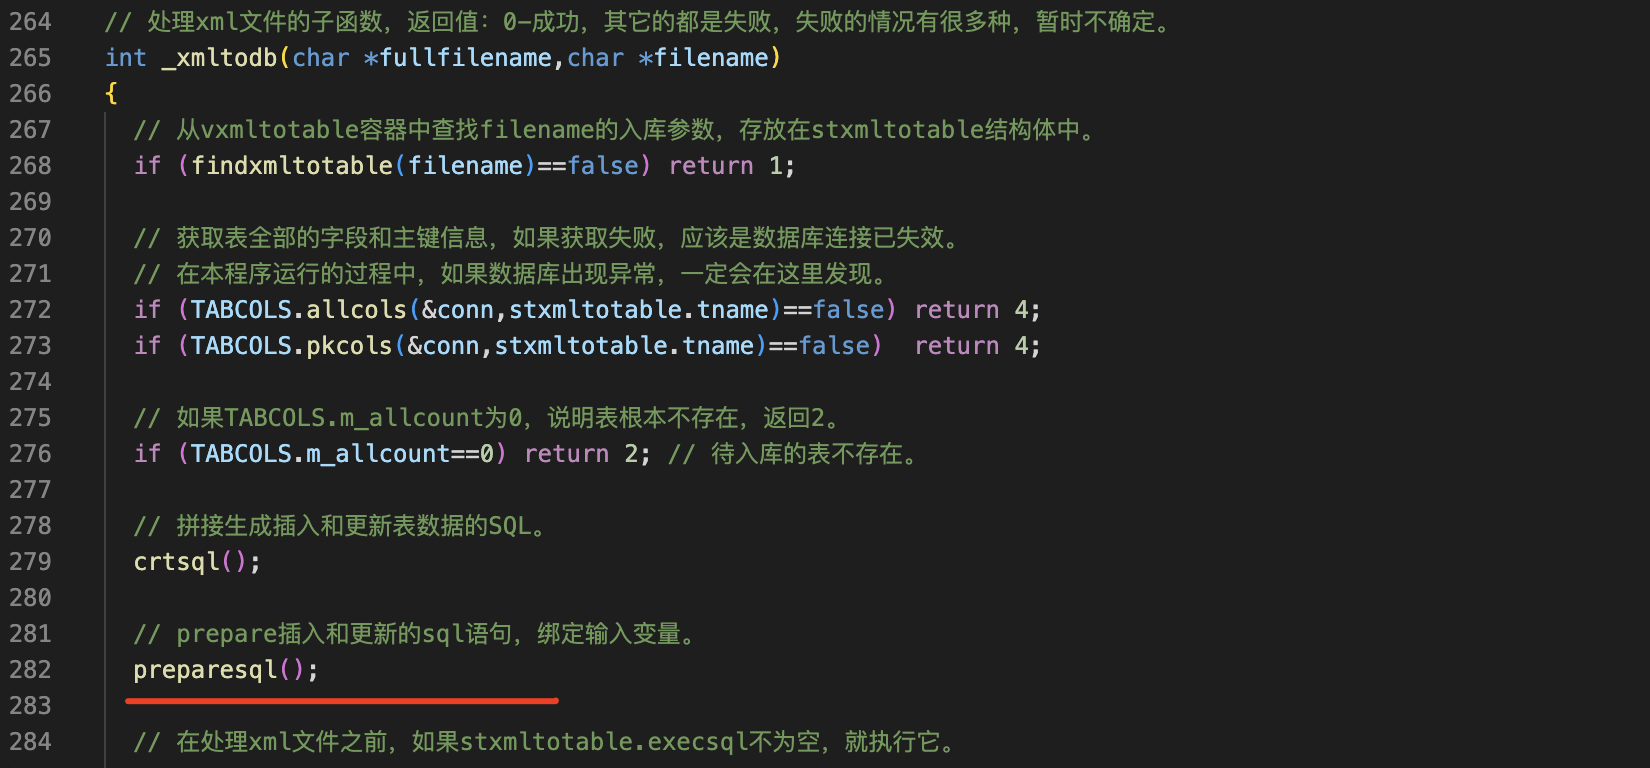 264 // 处理xml文件的子函数，返回值：0-成功，其它的都是失败，失败的情况有很多种，暂时不确定。
265 int _xmltodb(char *fullfilename,char *filename)
266 {
267 // 从vxmltotable容器中查找filename的入库参数，存放在stxmltotable结构体中。
268 if (findxmltotable(filename)==false) return 1;
269
270 // 获取表全部的字段和主键信息，如果获取失败，应该是数据库连接已失效。
271 // 在本程序运行的过程中，如果数据库出现异常，一定会在这里发现。
272 if (TABCOLS.allcols(&conn,stxmltotable.tname)==false) return 4;
273 if (TABCOLS.pkcols(&conn,stxmltotable.tname)==false)  return 4;
274
275 // 如果TABCOLS.m_allcount为0，说明表根本不存在，返回2。
276 if (TABCOLS.m_allcount==0) return 2; // 待入库的表不存在。
277
278 // 拼接生成插入和更新表数据的SQL。
279 crtsql();
280
281 // prepare插入和更新的sql语句，绑定输入变量。
282 preparesql();
283
284 // 在处理xml文件之前，如果stxmltotable.execsql不为空，就执行它。